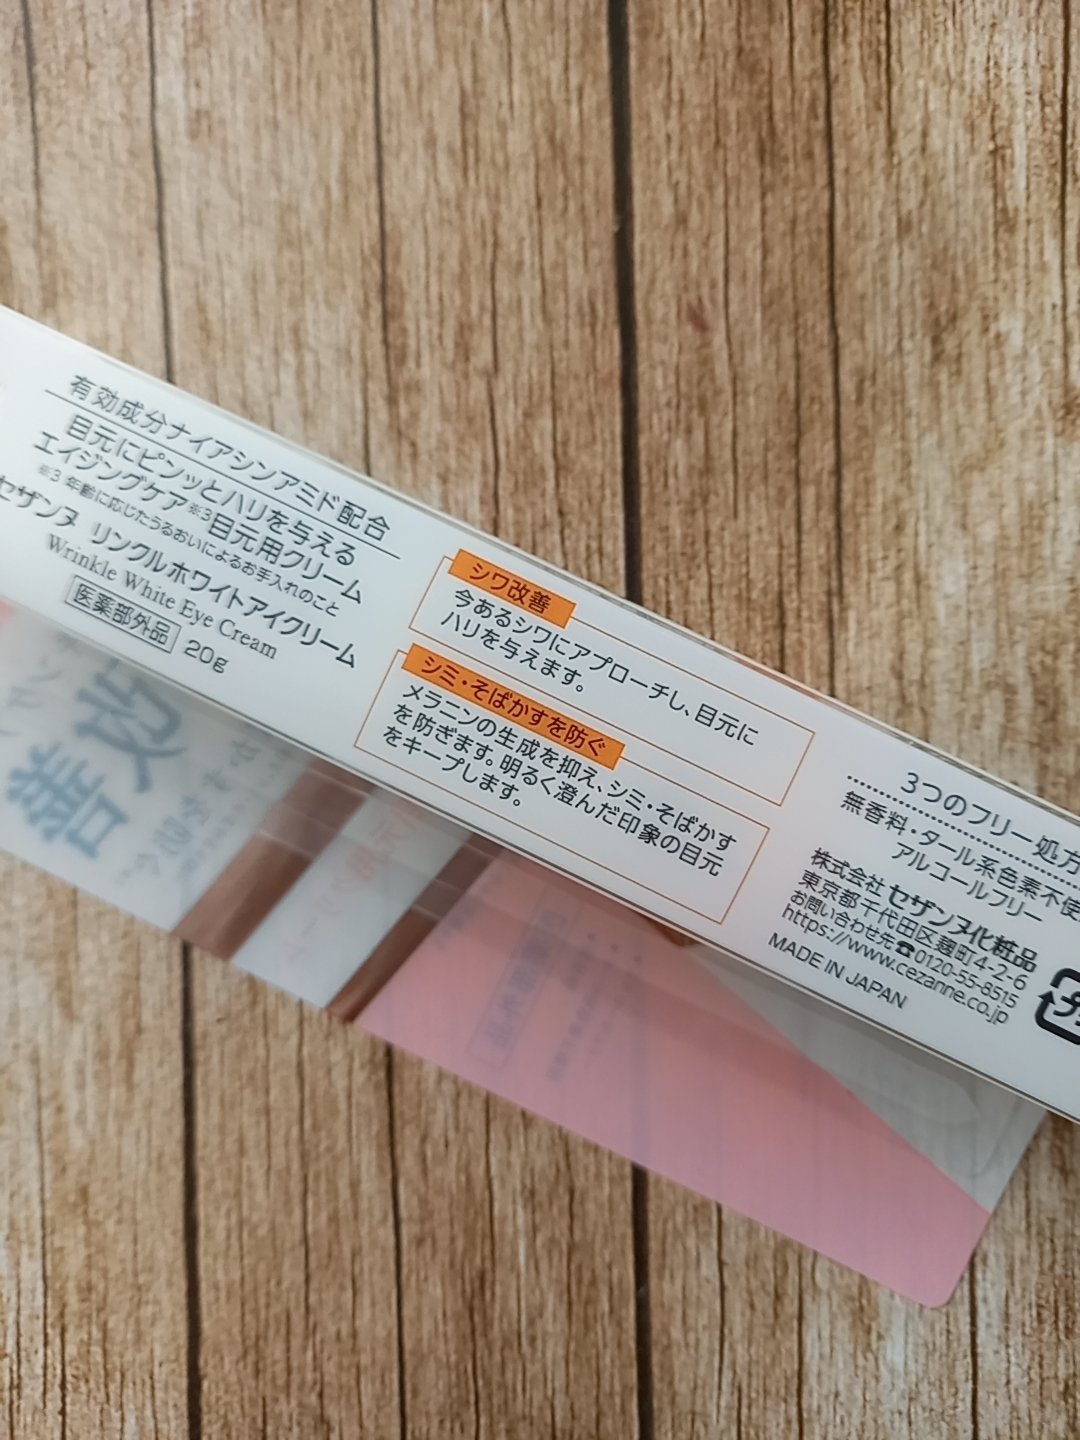 有効成分ナイアシンアミド配合
目元にピンッとハリを与える
エイジングケア※3目元用クリーム
※3 年齢に応じたうるおいによるお手入れのこと
セザンヌ リンクルホワイトアイクリーム
Wrinkle White Eye Cream
医薬部外品 20g
シワ改善
今あるシワにアプローチし、目元に
ハリを与えます。
シミ・そばかすを防ぐ
メラニンの生成を抑え、シミ・そばかす
を防ぎます。明るく澄んだ印象の目元
をキープします。
3つのフリー処方
無香料・タール系色素不使
アルコールフリー
株式会社 セザンヌ化粧品
東京都千代田区麹町4-2-6
お問い合わせ先☎0120-55-8515
https://www.cezanne.co.jp
MADE IN JAPAN
プラ
改善